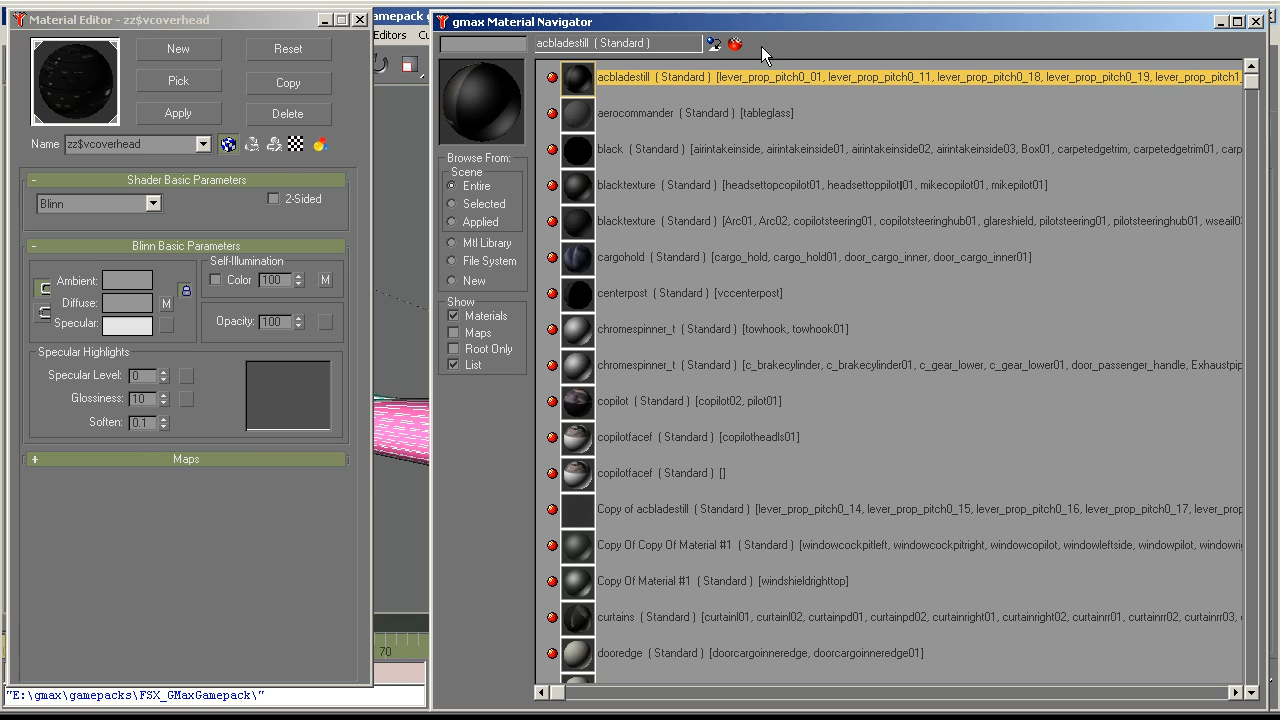 Material Editor - zz$vcoverhead
New
Reset
Pick
Copy
Apply
Delete
Name
zz$vcoverhead
- Shader Basic Parameters
Blinn
2-Sided
- Blinn Basic Parameters
Self-Illumination
Ambient:
Color 100 M
Diffuse: M
Specular:
Opacity: 100
Specular Highlights
Specular Level: 0
Glossiness: 10
Soften: 0.1
+ Maps
amepack g
Editors Cu
70
"E:\gmax\gamepacks\FSX_GMaxGamepack\"
gmax Material Navigator
acbladestill ( Standard )
Browse From:
Scene
Entire
Selected
Applied
Mtl Library
File System
New
Show
Materials
Maps
Root Only
List
acbladestill ( Standard ) [lever_prop_pitch0_01, lever_prop_pitch0_11, lever_prop_pitch0_18, lever_prop_pitch0_19, lever_prop_pitch1_
aerocommander ( Standard ) [tableglass]
black ( Standard ) [airintakeinside, airintakeinside01, airintakeinside02, airintakeinside03, Box01, carpetedgetrim, carpetedgetrim01, carp
blacktexture ( Standard ) [headsettopcopilot01, headsettoppilot01, mikecopilot01, mikepilot01]
blacktexture ( Standard ) [Arc01, Arc02, copilotsteering01, copilotsteeringhub01, glareshield, pilotsteering01, pilotsteeringhub01, wseail0
cargohold ( Standard ) [cargo_hold, cargo_hold01, door_cargo_inner, door_cargo_inner01]
centerpost ( Standard ) [vccenterpost]
chromespinner_t ( Standard ) [towhook, towhook01]
chromespinner_t ( Standard ) [c_brakecylinder, c_brakecylinder01, c_gear_lower, c_gear_lower01, door_passenger_handle, Exhaustpip
copilot ( Standard ) [copilot02, pilot01]
copilotfacef ( Standard ) [copilotheadls01]
copilotfacef ( Standard ) []
Copy of acbladestill ( Standard ) [lever_prop_pitch0_14, lever_prop_pitch0_15, lever_prop_pitch0_16, lever_prop_pitch0_17, lever_prop
Copy Of Copy Of Material #1 ( Standard ) [windowcockpitleft, windowcockpitright, windowcopilot, windowleftside, windowpilot, windowri
Copy Of Material #1 ( Standard ) [windshieldrighttop]
curtains ( Standard ) [curtainl01, curtainl02, curtainpd01, curtainpd02, curtainright01, curtainright02, curtainrr01, curtainrr02, curtainrr03,
dooredge ( Standard ) [doorcargoinneredge, doorcargoinneredge01]